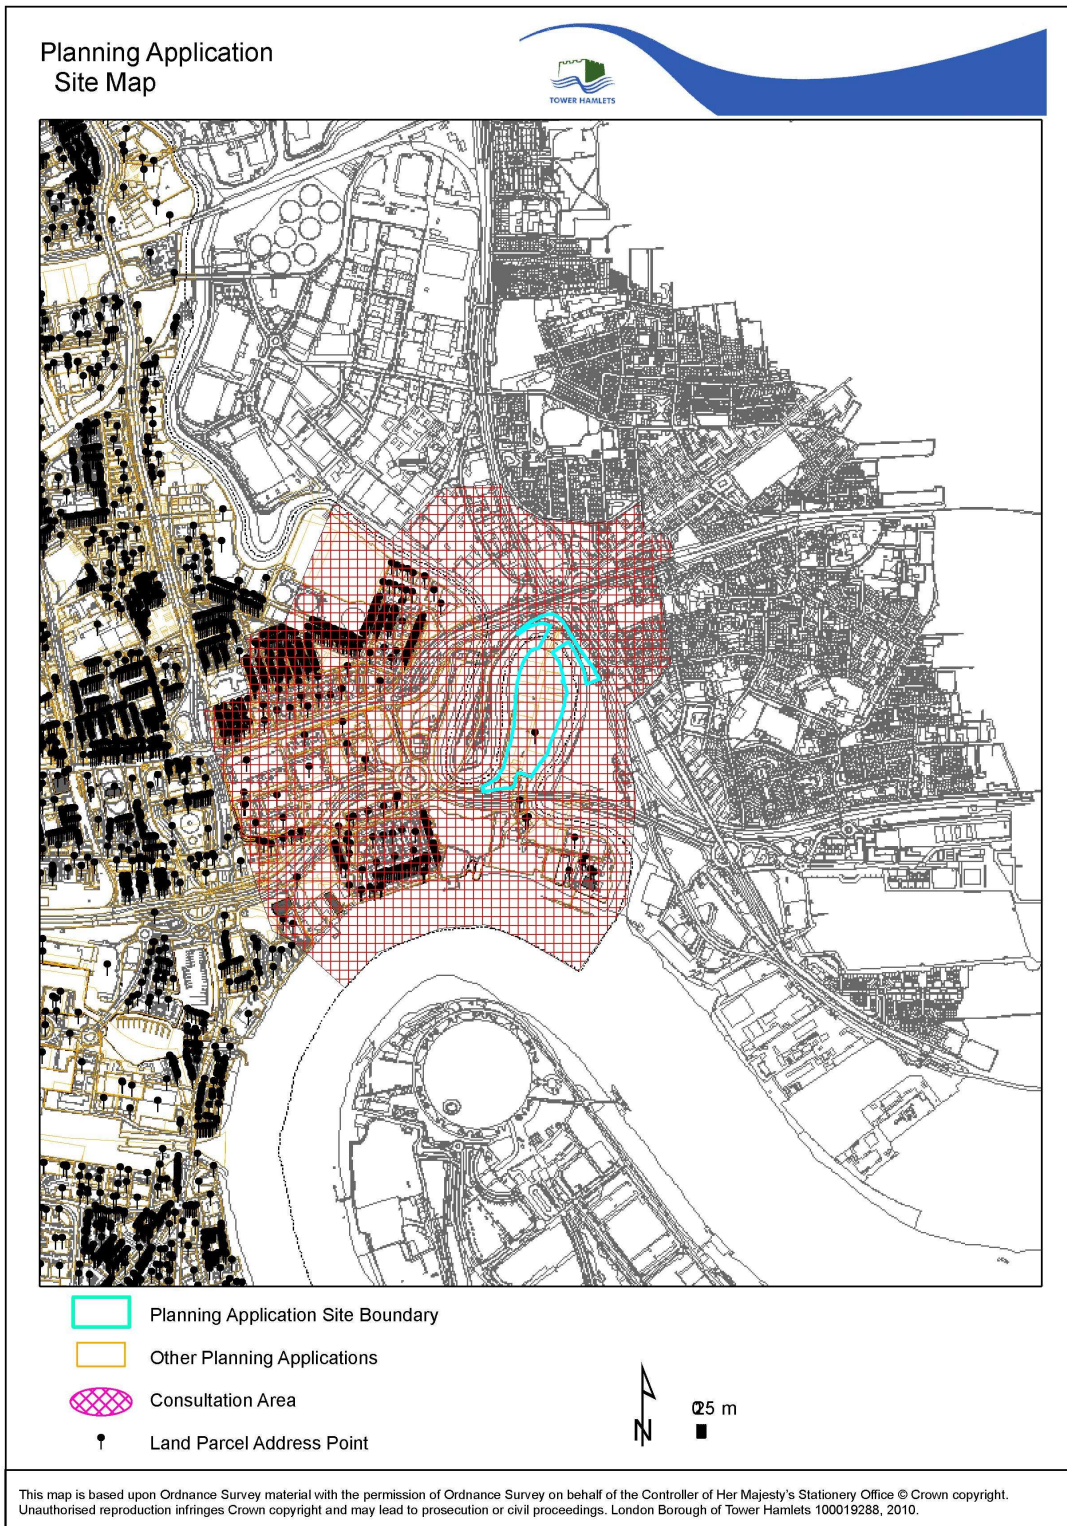 Planning Application
Site Map
TOWER HAMLETS
Planning Application Site Boundary
Other Planning Applications
Consultation Area
Land Parcel Address Point
N
25 m
This map is based upon Ordnance Survey material with the permission of Ordnance Survey on behalf of the Controller of Her Majesty's Stationery Office © Crown copyright.
Unauthorised reproduction infringes Crown copyright and may lead to prosecution or civil proceedings. London Borough of Tower Hamlets 100019288, 2010.